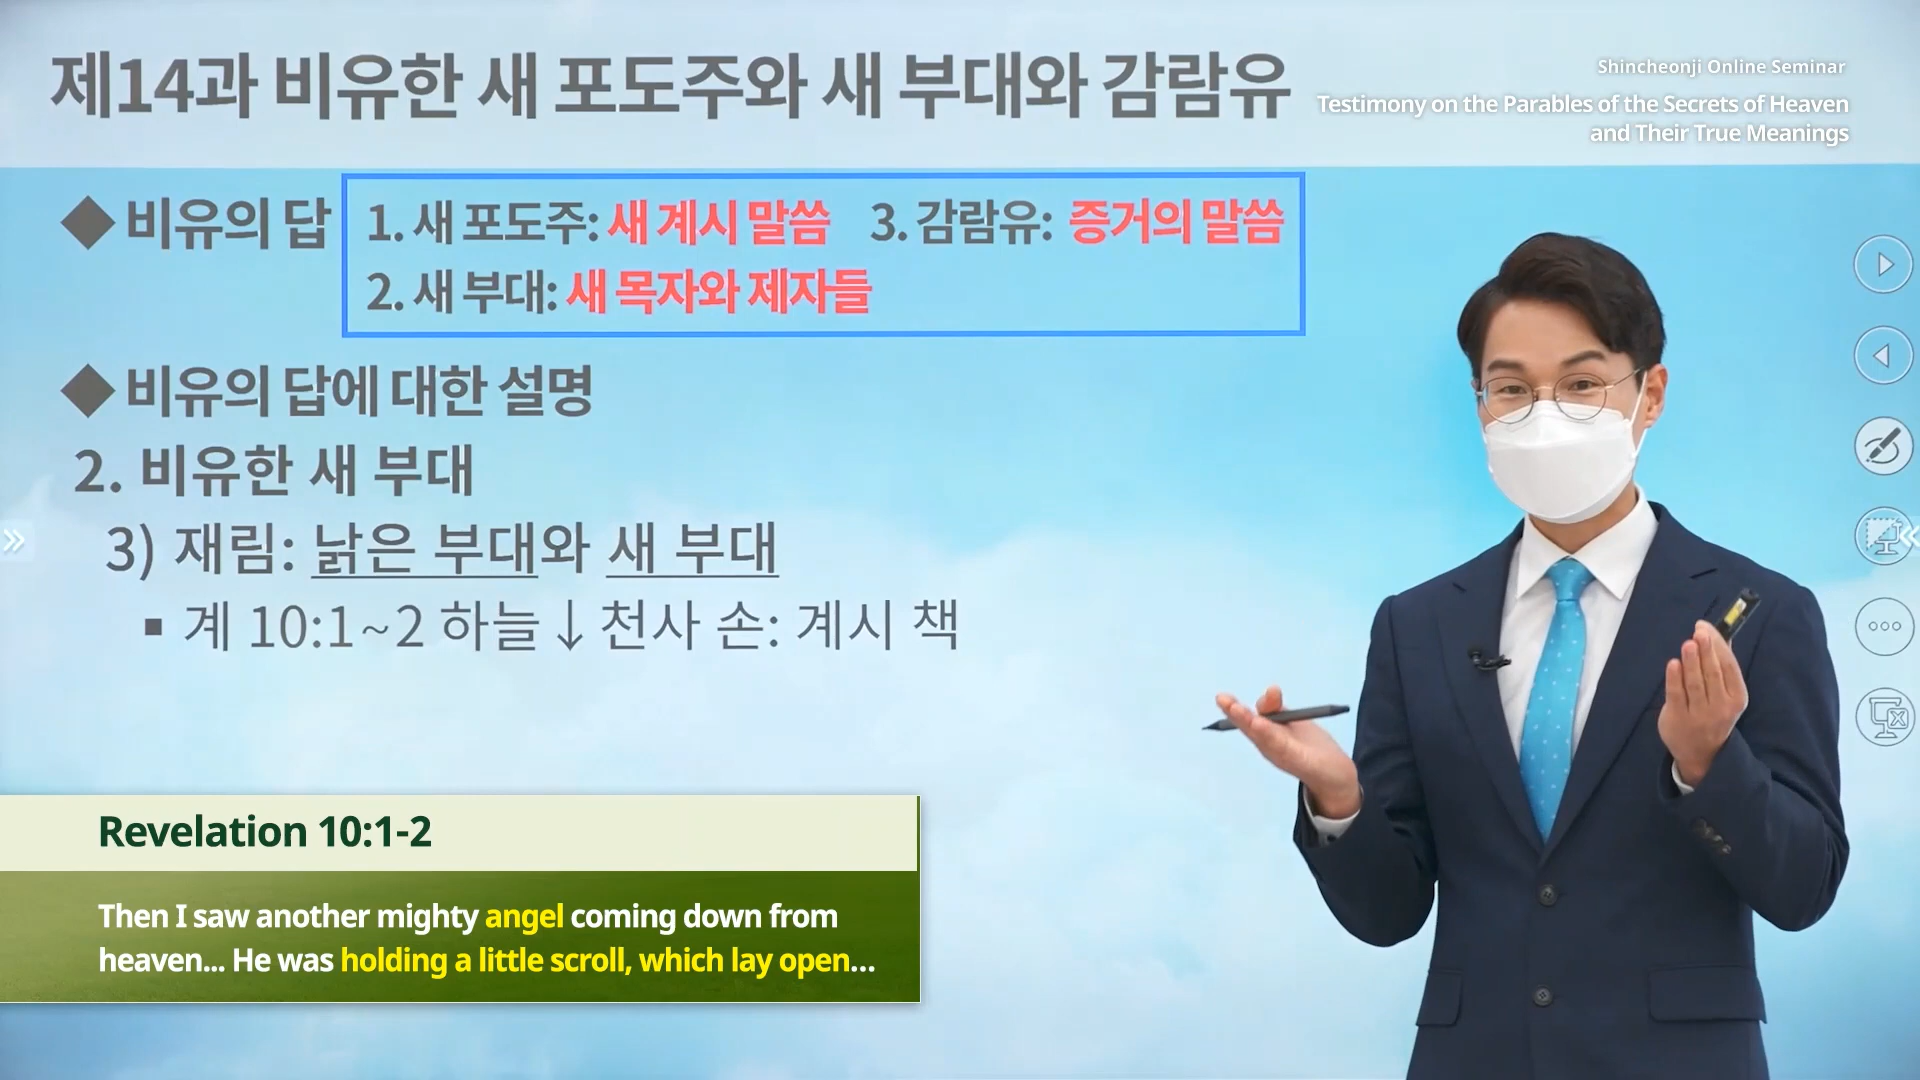 제14과 비유한 새 포도주와 새 부대와 감람유
Shincheonji Online Seminar
Testimony on the Parables of the Secrets of Heaven
and Their True Meanings
◆ 비유의 답
1. 새 포도주: 새 계시 말씀 3. 감람유: 증거의 말씀
2. 새 부대: 새 목자와 제자들
◆ 비유의 답에 대한 설명
2. 비유한 새 부대
3) 재림: 낡은 부대와 새 부대
▪ 계 10:1~2 하늘↓천사 손: 계시 책
Revelation 10:1-2
Then I saw another mighty angel coming down from
heaven... He was holding a little scroll, which lay open...